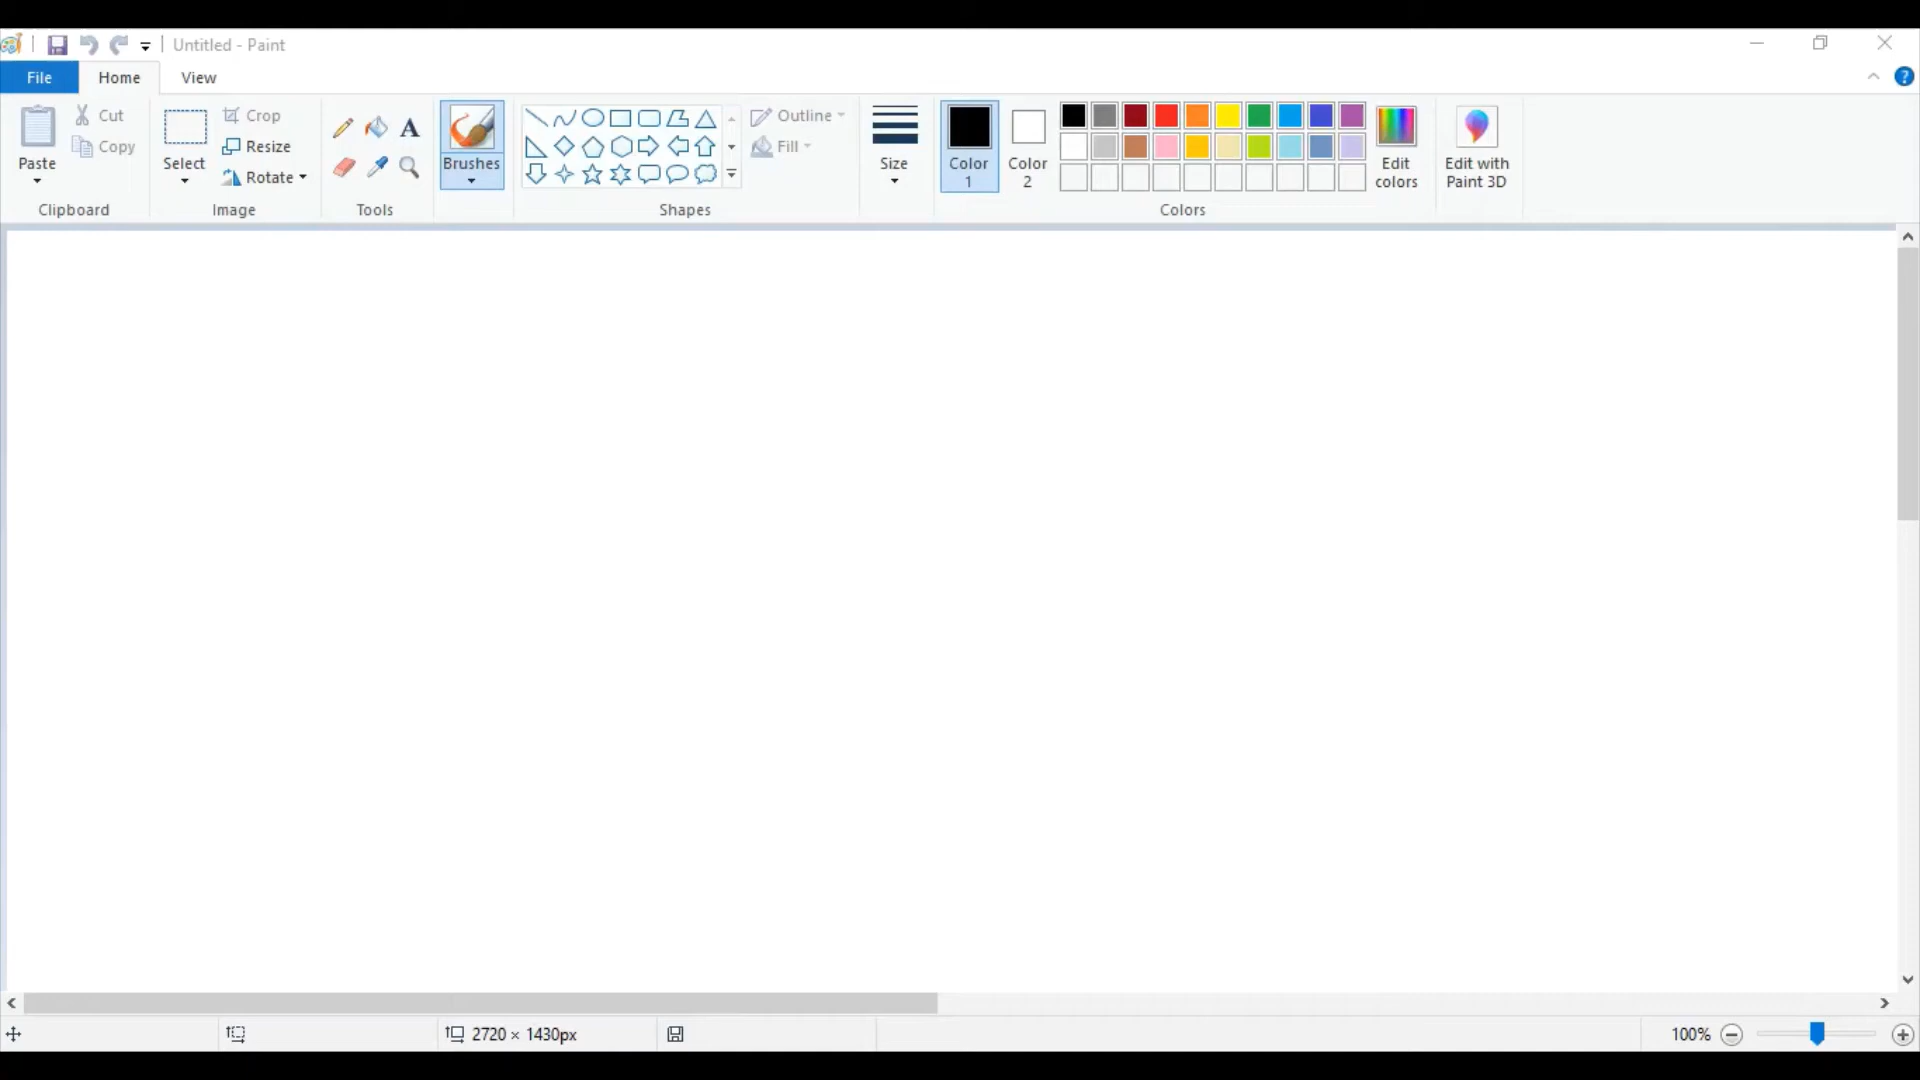 Untitled - Paint
File Home View
Paste Cut Copy
Select Crop Resize Rotate
A
Brushes
Outline
Fill
Size
Color 1
Color 2
Edit colors
Edit with Paint 3D
Clipboard Image Tools Shapes Colors
2720 × 1430px 100%